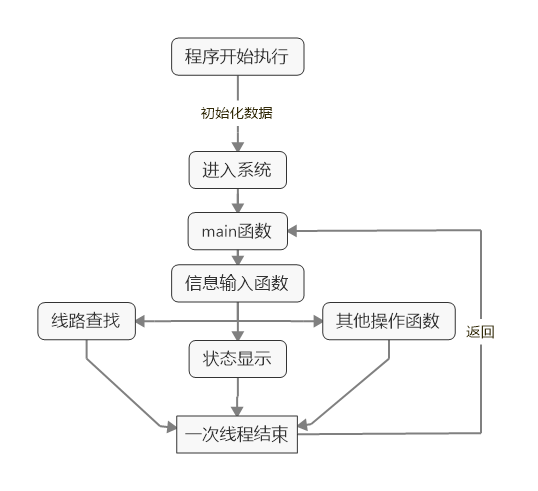 程序开始执行
初始化数据
进入系统
main函数
信息输入函数
线路查找
其他操作函数
返回
状态显示
一次线程结束